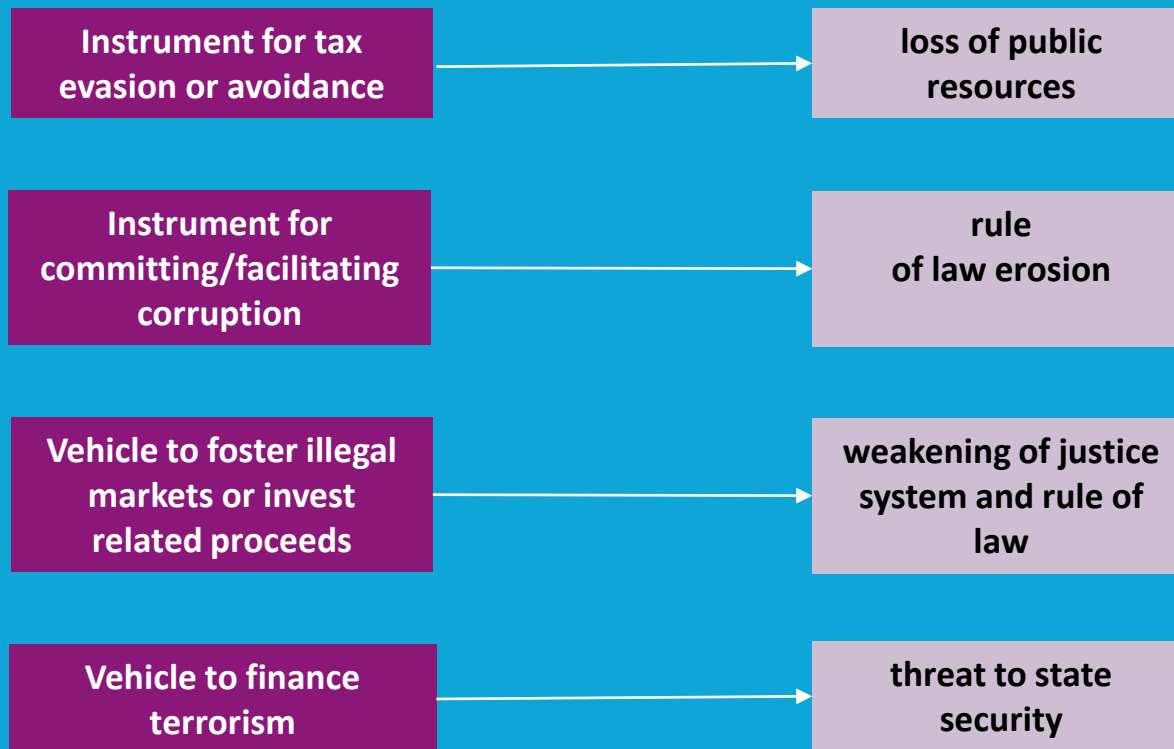 Instrument for tax
evasion or avoidance
loss of public
resources
Instrument for
committing/facilitating
corruption
rule
of law erosion
Vehicle to foster illegal
markets or invest
related proceeds
weakening of justice
system and rule of
law
Vehicle to finance
terrorism
threat to state
security